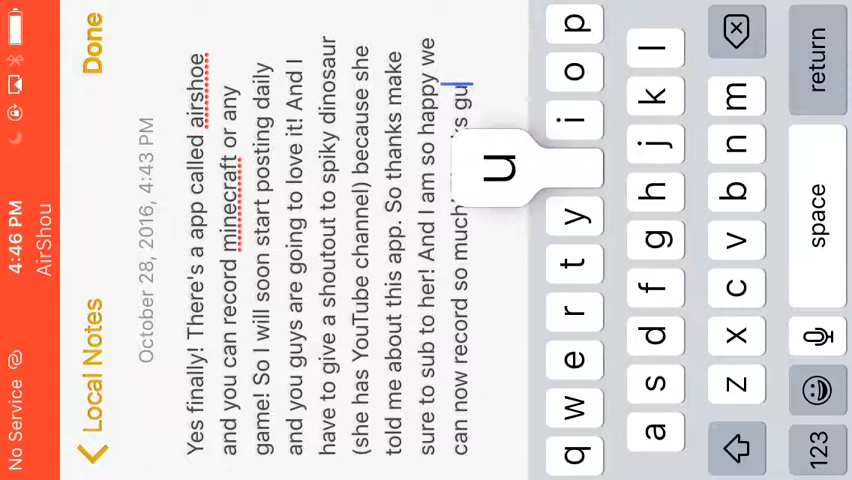 No Service 4:46 PM
AirShou
Local Notes Done
October 28, 2016, 4:43 PM
Yes finally! There's a app called airshoe
and you can record minecraft or any
game! So I will soon start posting daily
and you guys are going to love it! And I
have to give a shoutout to spiky dinosaur
(she has YouTube channel) because she
told me about this app. So thanks make
sure to sub to her! And I am so happy we
can now record so much gu
u
q w e r t y i o p
a s d f g h j k l
z x c v b n m
123 space return